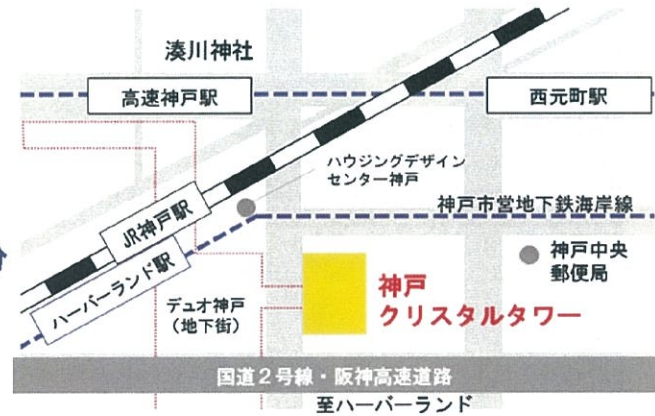 湊川神社
高速神戸駅
西元町駅
ハウジングデザイン
センター神戸
JR神戸駅
神戸市営地下鉄海岸線
ハーバーランド駅
デュオ神戸
(地下街)
神戸
クリスタルタワー
神戸中央
郵便局
国道2号線・阪神高速道路
至ハーバーランド